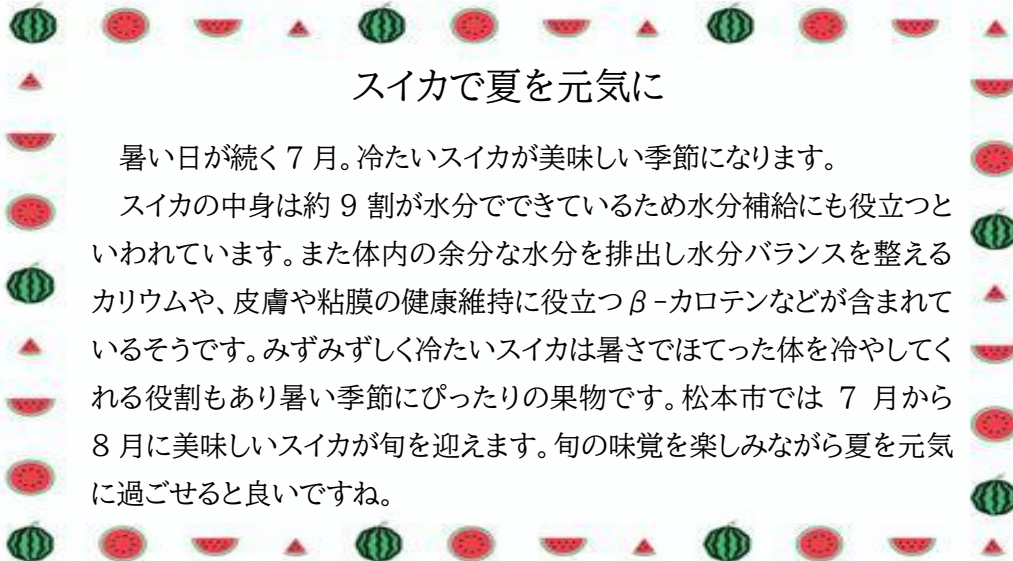 スイカで夏を元気に
　暑い日が続く 7 月。冷たいスイカが美味しい季節になります。
　スイカの中身は約 9 割が水分でできているため水分補給にも役立つと
いわれています。また体内の余分な水分を排出し水分バランスを整える
カリウムや、皮膚や粘膜の健康維持に役立つβ-カロテンなどが含まれて
いるそうです。みずみずしく冷たいスイカは暑さでほてった体を冷やしてく
れる役割もあり暑い季節にぴったりの果物です。松本市では 7 月から
8 月に美味しいスイカが旬を迎えます。旬の味覚を楽しみながら夏を元気
に過ごせると良いですね。